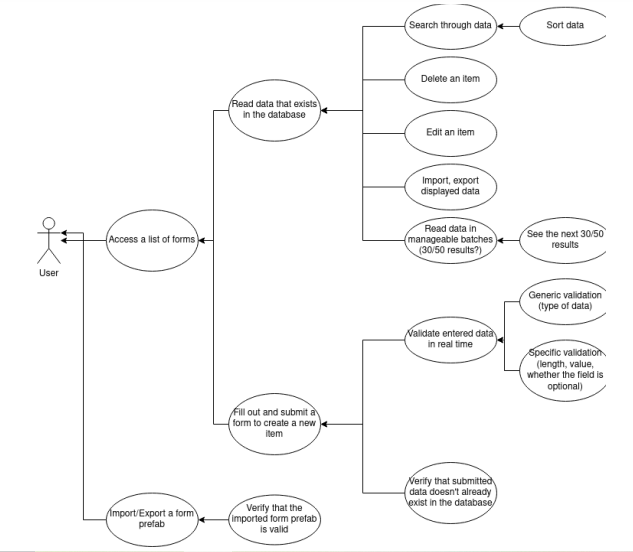 Search through data
Sort data
Delete an item
Read data that exists
in the database
Edit an item
Import, export
displayed data
Read data in
manageable batches
(30/50 results?)
See the next 30/50
results
Access a list of forms
User
Generic validation
(type of data)
Validate entered data
in real time
Specific validation
(length, value,
whether the field is
optional)
Fill out and submit a
form to create a new
item
Verify that submitted
data doesn't already
exist in the database
Import/Export a form
prefab
Verify that the
imported form prefab
is valid